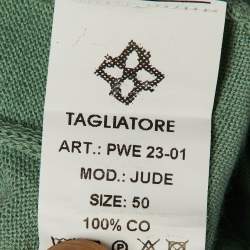 TAGLIATORE
ART.: PWE 23-01
MOD.: JUDE
SIZE: 50
100% CO
P